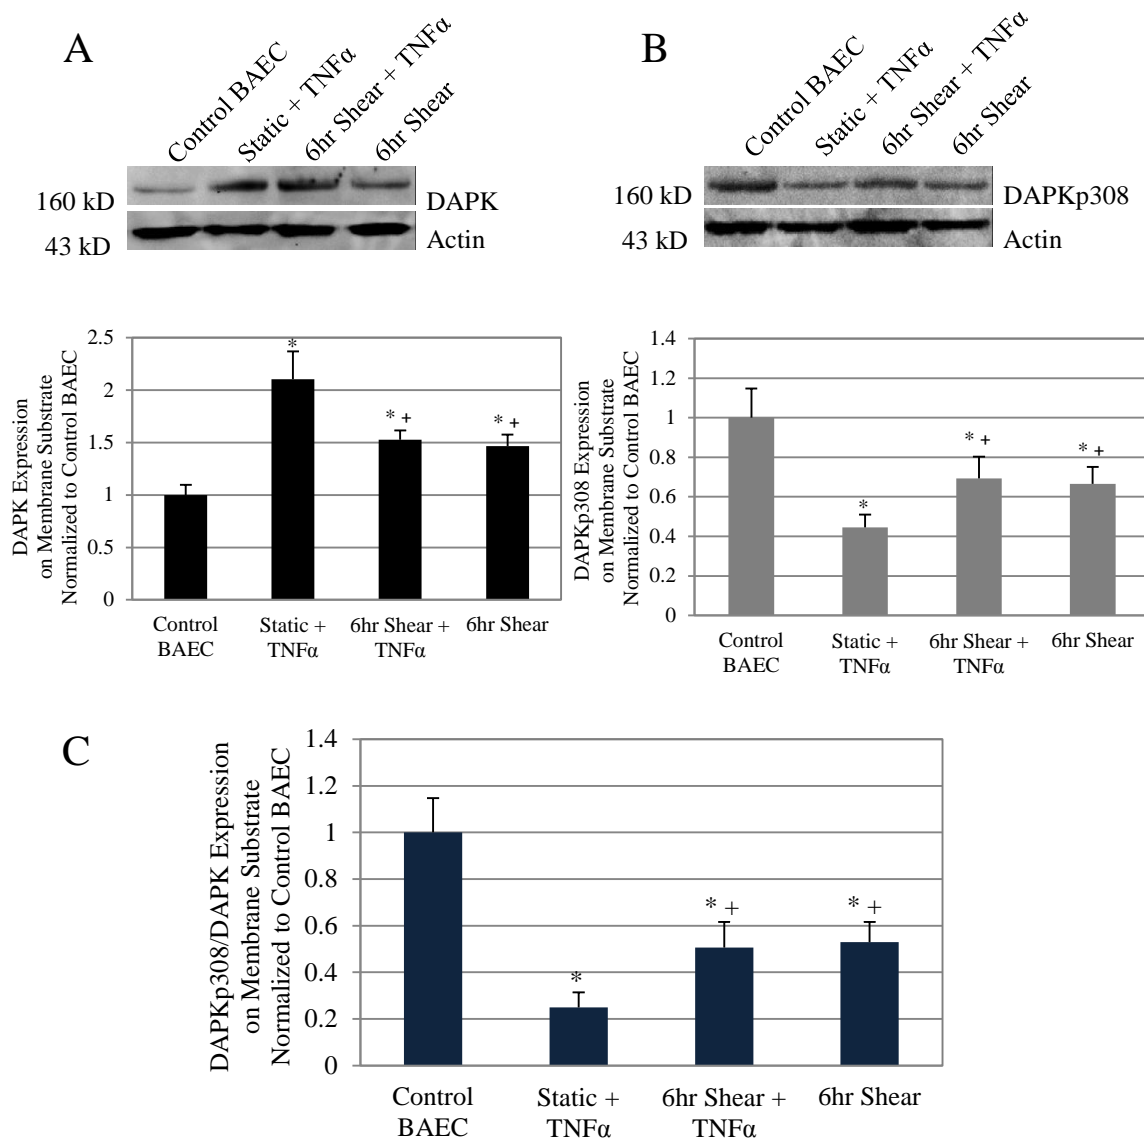 A
Control BAEC
Static + TNFα
6hr Shear + TNFα
6hr Shear
160 kD
DAPK
43 kD
Actin
B
Control BAEC
Static + TNFα
6hr Shear + TNFα
6hr Shear
160 kD
DAPKp308
43 kD
Actin
DAPK Expression
on Membrane Substrate
Normalized to Control BAEC
2.5
2
1.5
1
0.5
0
*
* +
* +
Control
BAEC
Static +
TNFα
6hr Shear +
TNFα
6hr Shear
DAPKp308 Expression
on Membrane Substrate
Normalized to Control BAEC
1.4
1.2
1
0.8
0.6
0.4
0.2
0
*
* +
* +
Control
BAEC
Static +
TNFα
6hr Shear +
TNFα
6hr Shear
C
DAPKp308/DAPK Expression
on Membrane Substrate
Normalized to Control BAEC
1.4
1.2
1
0.8
0.6
0.4
0.2
0
*
* +
* +
Control
BAEC
Static +
TNFα
6hr Shear +
TNFα
6hr Shear